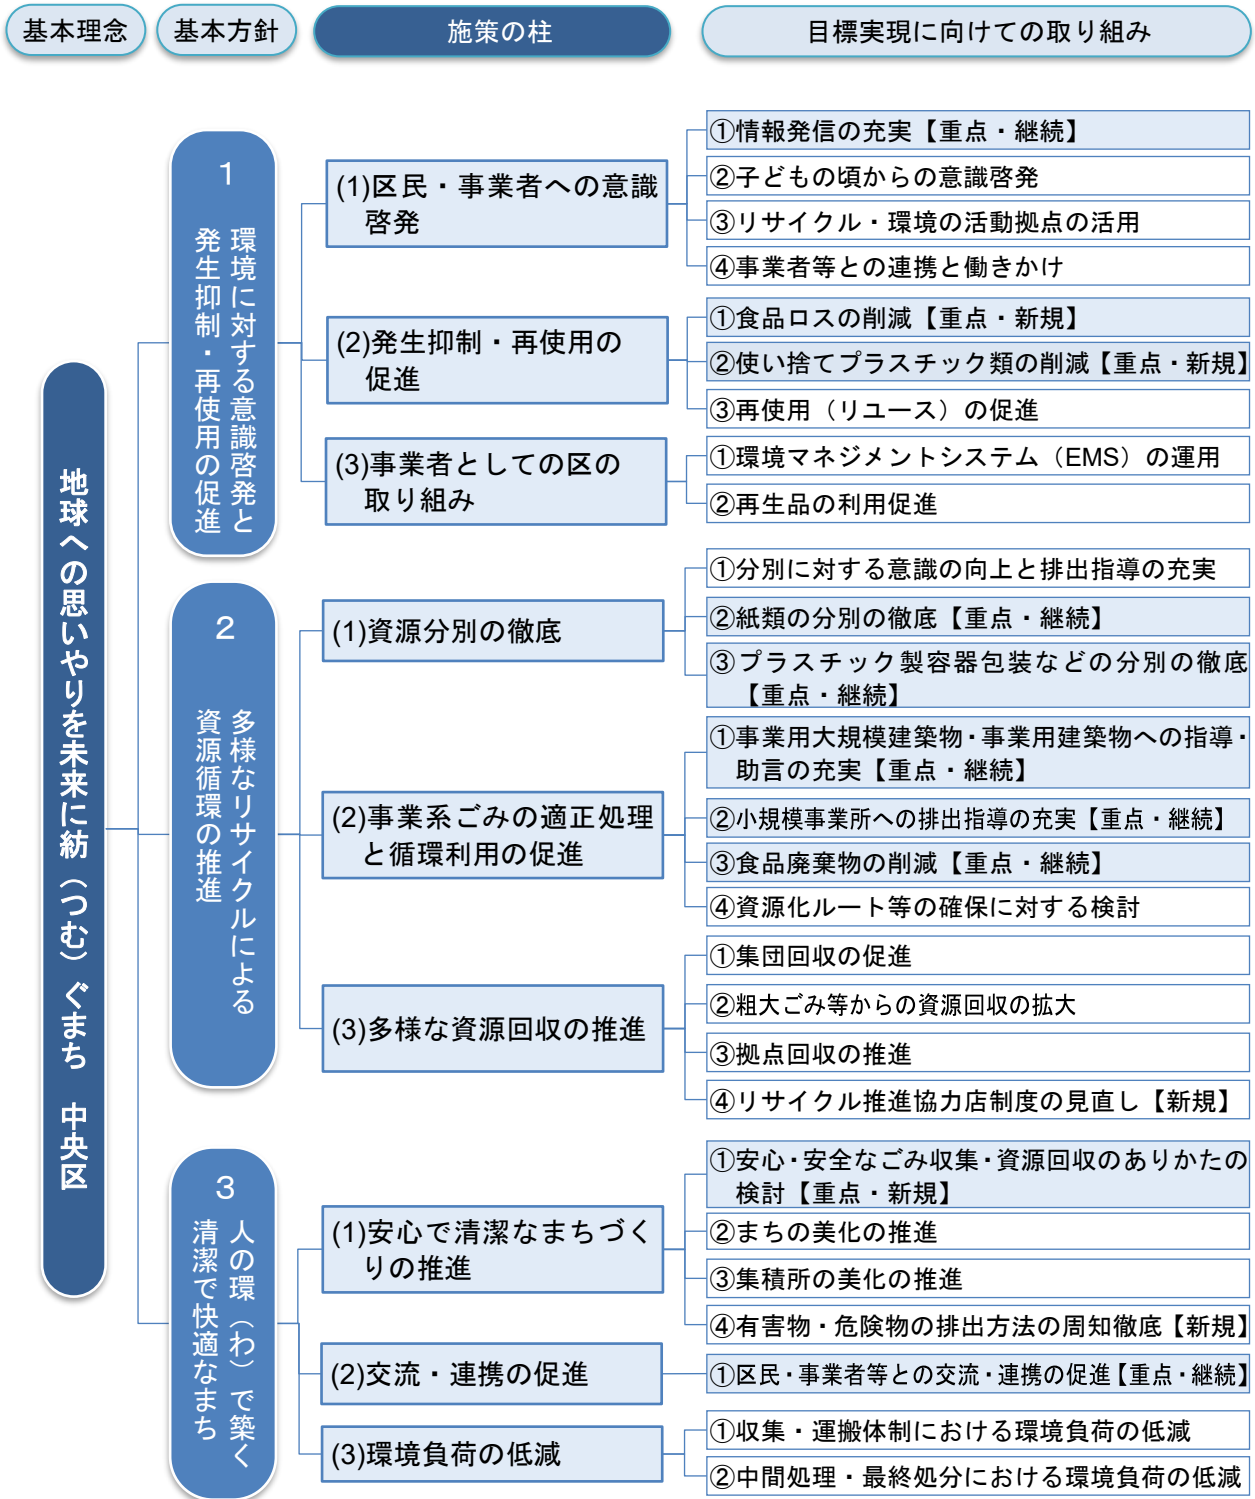 基本理念
基本方針
施策の柱
目標実現に向けての取り組み
地球への思いやりを未来に紡（つむ）ぐまち　中央区
1
環境に対する意識啓発と
発生抑制・再使用の促進
(1)区民・事業者への意識
啓発
①情報発信の充実【重点・継続】
②子どもの頃からの意識啓発
③リサイクル・環境の活動拠点の活用
④事業者等との連携と働きかけ
(2)発生抑制・再使用の
促進
①食品ロスの削減【重点・新規】
②使い捨てプラスチック類の削減【重点・新規】
③再使用（リユース）の促進
(3)事業者としての区の
取り組み
①環境マネジメントシステム（EMS）の運用
②再生品の利用促進
2
多様なリサイクルによる
資源循環の推進
(1)資源分別の徹底
①分別に対する意識の向上と排出指導の充実
②紙類の分別の徹底【重点・継続】
③プラスチック製容器包装などの分別の徹底
【重点・継続】
(2)事業系ごみの適正処理
と循環利用の促進
①事業用大規模建築物・事業用建築物への指導・
助言の充実【重点・継続】
②小規模事業所への排出指導の充実【重点・継続】
③食品廃棄物の削減【重点・継続】
④資源化ルート等の確保に対する検討
(3)多様な資源回収の推進
①集団回収の促進
②粗大ごみ等からの資源回収の拡大
③拠点回収の推進
④リサイクル推進協力店制度の見直し【新規】
3
人の環（わ）で築く
清潔で快適なまち
(1)安心で清潔なまちづく
りの推進
①安心・安全なごみ収集・資源回収のありかたの
検討【重点・新規】
②まちの美化の推進
③集積所の美化の推進
④有害物・危険物の排出方法の周知徹底【新規】
(2)交流・連携の促進
①区民・事業者等との交流・連携の促進【重点・継続】
(3)環境負荷の低減
①収集・運搬体制における環境負荷の低減
②中間処理・最終処分における環境負荷の低減